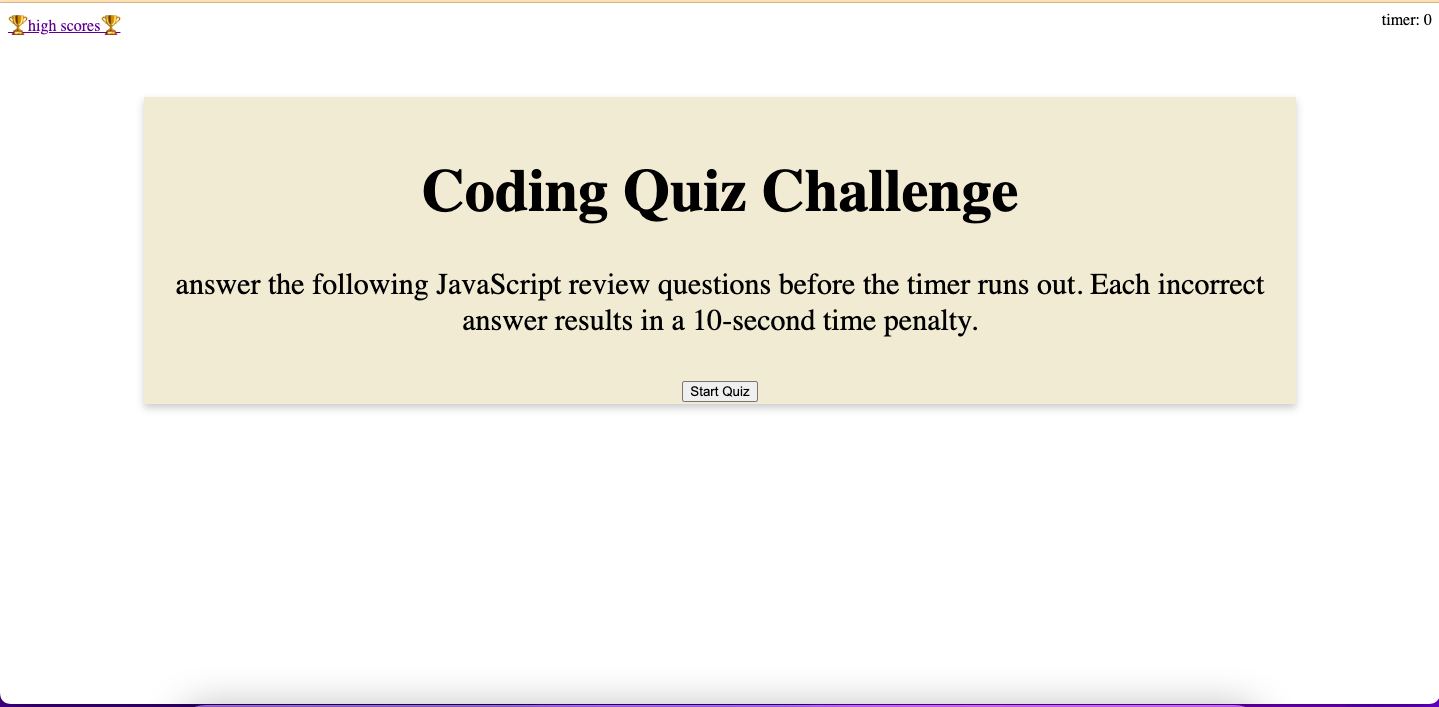 🏆high scores🏆
timer: 0
Coding Quiz Challenge
answer the following JavaScript review questions before the timer runs out. Each incorrect
answer results in a 10-second time penalty.
Start Quiz